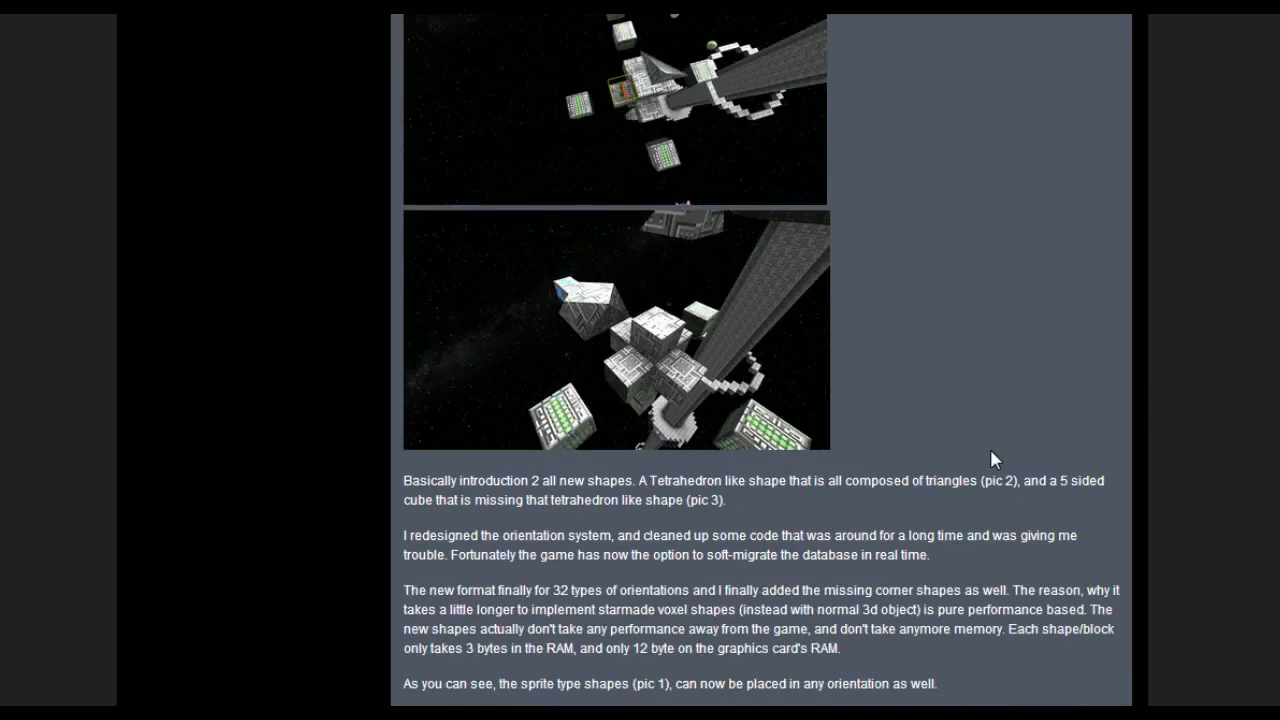 Basically introduction 2 all new shapes. A Tetrahedron like shape that is all composed of triangles (pic 2), and a 5 sided
cube that is missing that tetrahedron like shape (pic 3).
I redesigned the orientation system, and cleaned up some code that was around for a long time and was giving me
trouble. Fortunately the game has now the option to soft-migrate the database in real time.
The new format finally for 32 types of orientations and I finally added the missing corner shapes as well. The reason, why it
takes a little longer to implement starmade voxel shapes (instead with normal 3d object) is pure performance based. The
new shapes actually don't take any performance away from the game, and don't take anymore memory. Each shape/block
only takes 3 bytes in the RAM, and only 12 byte on the graphics card's RAM.
As you can see, the sprite type shapes (pic 1), can now be placed in any orientation as well.